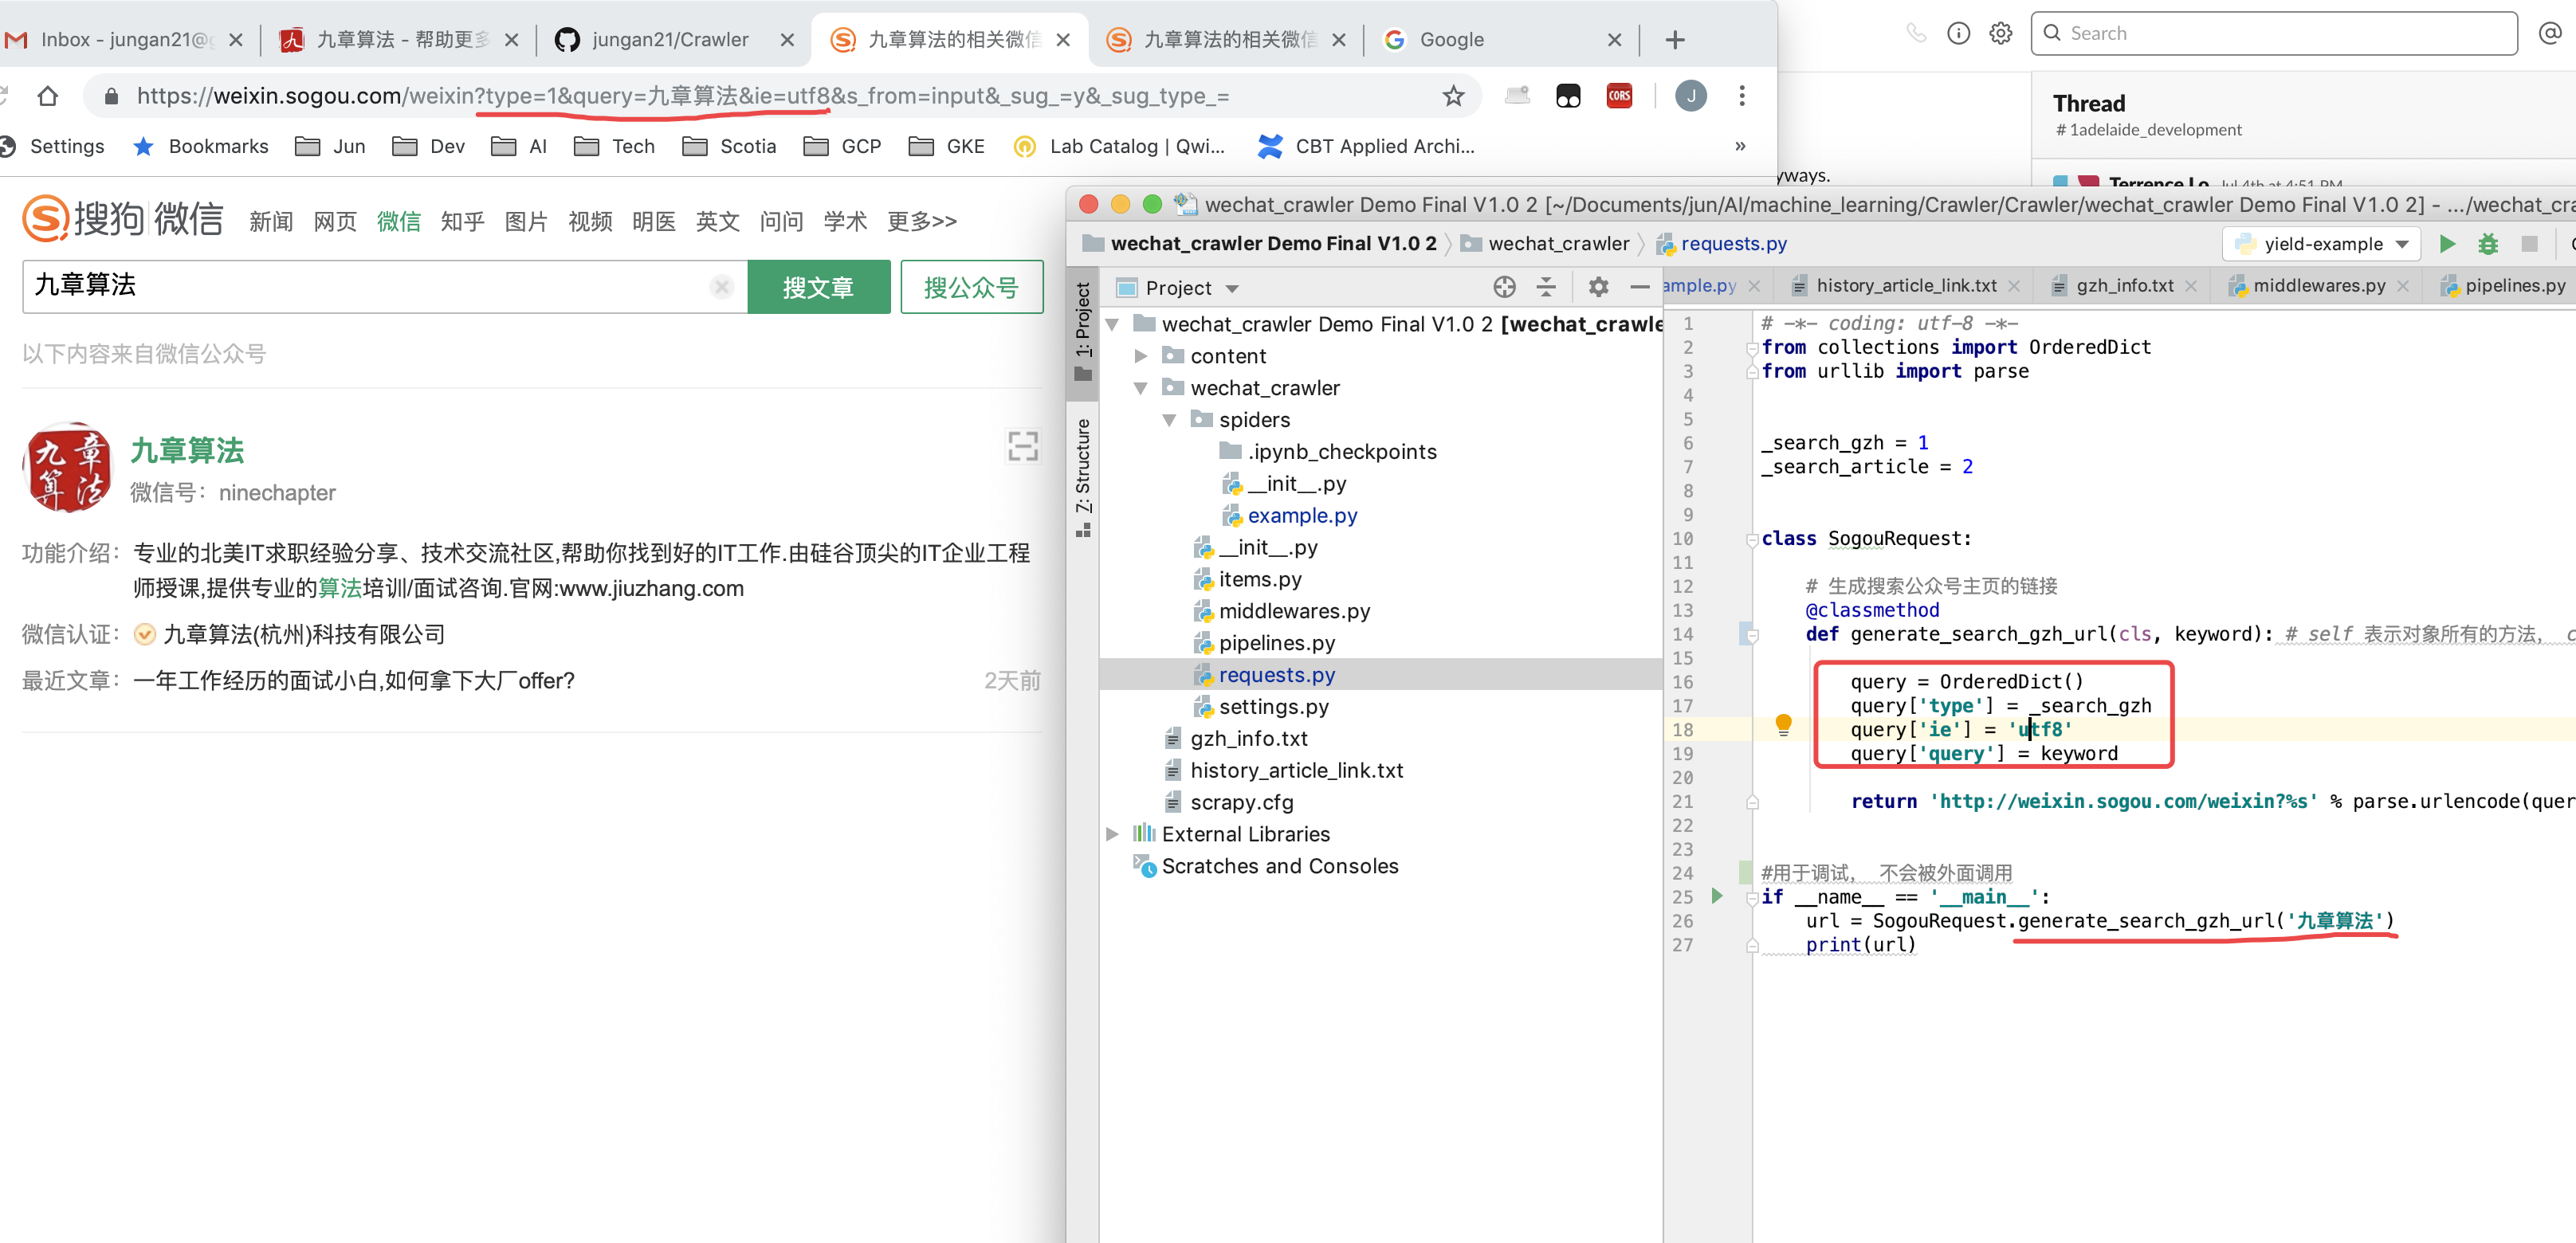 Inbox - jungan21@g
九章算法 - 帮助更多
jungan21/Crawler
九章算法的相关微信
九章算法的相关微信
Google
https://weixin.sogou.com/weixin?type=1&query=九章算法&ie=utf8&s_from=input&_sug_=y&_sug_type_=
CORS
J
Settings
Bookmarks
Jun
Dev
AI
Tech
Scotia
GCP
GKE
Lab Catalog | Qwi...
CBT Applied Archi...
»
Search
Thread
# 1adelaide_development
yways.
Terrence Lo Jul 4th at 4:51 PM
搜狗 微信
新闻 网页 微信 知乎 图片 视频 明医 英文 问问 学术 更多>>
九章算法
搜文章
搜公众号
以下内容来自微信公众号
九章算法
九章算法
微信号：ninechapter
功能介绍：专业的北美IT求职经验分享、技术交流社区,帮助你找到好的IT工作.由硅谷顶尖的IT企业工程
师授课,提供专业的算法培训/面试咨询.官网:www.jiuzhang.com
微信认证：九章算法(杭州)科技有限公司
最近文章：一年工作经历的面试小白,如何拿下大厂offer?
2天前
wechat_crawler Demo Final V1.0 2 [~/Documents/jun/AI/machine_learning/Crawler/Crawler/wechat_crawler Demo Final V1.0 2] - .../wechat_cra
wechat_crawler Demo Final V1.0 2
wechat_crawler
requests.py
yield-example
1: Project
Z: Structure
Project
ample.py
history_article_link.txt
gzh_info.txt
middlewares.py
pipelines.py
wechat_crawler Demo Final V1.0 2 [wechat_crawle
content
wechat_crawler
spiders
.ipynb_checkpoints
__init__.py
example.py
__init__.py
items.py
middlewares.py
pipelines.py
requests.py
settings.py
gzh_info.txt
history_article_link.txt
scrapy.cfg
External Libraries
Scratches and Consoles
1 # -*- coding: utf-8 -*-
2 from collections import OrderedDict
3 from urllib import parse
4
5
6 _search_gzh = 1
7 _search_article = 2
8
9
10 class SogouRequest:
11
12 # 生成搜索公众号主页的链接
13 @classmethod
14 def generate_search_gzh_url(cls, keyword): # self 表示对象所有的方法， c
15
16 query = OrderedDict()
17 query['type'] = _search_gzh
18 query['ie'] = 'utf8'
19 query['query'] = keyword
20
21 return 'http://weixin.sogou.com/weixin?%s' % parse.urlencode(quer
22
23
24 #用于调试， 不会被外面调用
25 if __name__ == '__main__':
26 url = SogouRequest.generate_search_gzh_url('九章算法')
27 print(url)